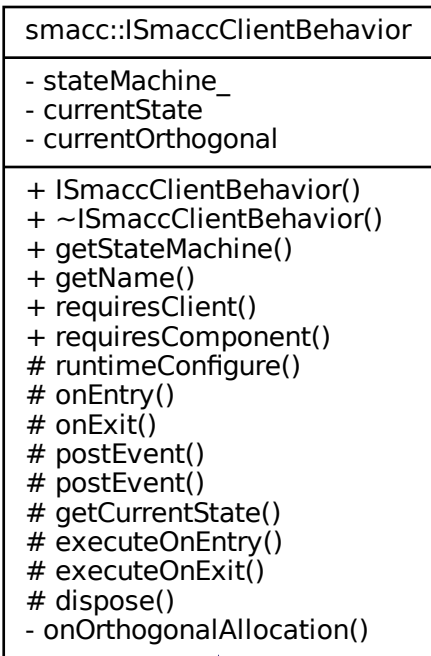 smacc::ISmaccClientBehavior
- stateMachine_
- currentState
- currentOrthogonal
+ ISmaccClientBehavior()
+ ~ISmaccClientBehavior()
+ getStateMachine()
+ getName()
+ requiresClient()
+ requiresComponent()
# runtimeConfigure()
# onEntry()
# onExit()
# postEvent()
# postEvent()
# getCurrentState()
# executeOnEntry()
# executeOnExit()
# dispose()
- onOrthogonalAllocation()